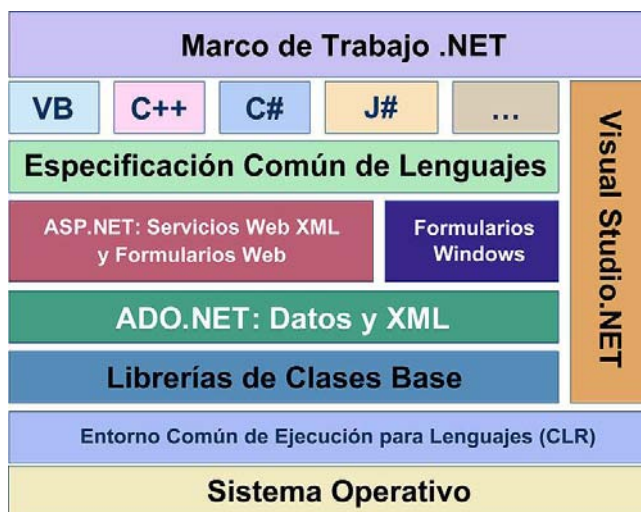 Marco de Trabajo .NET
VB
C++
C#
J#
...
Especificación Común de Lenguajes
ASP.NET: Servicios Web XML
y Formularios Web
Formularios
Windows
ADO.NET: Datos y XML
Librerías de Clases Base
Visual Studio.NET
Entorno Común de Ejecución para Lenguajes (CLR)
Sistema Operativo